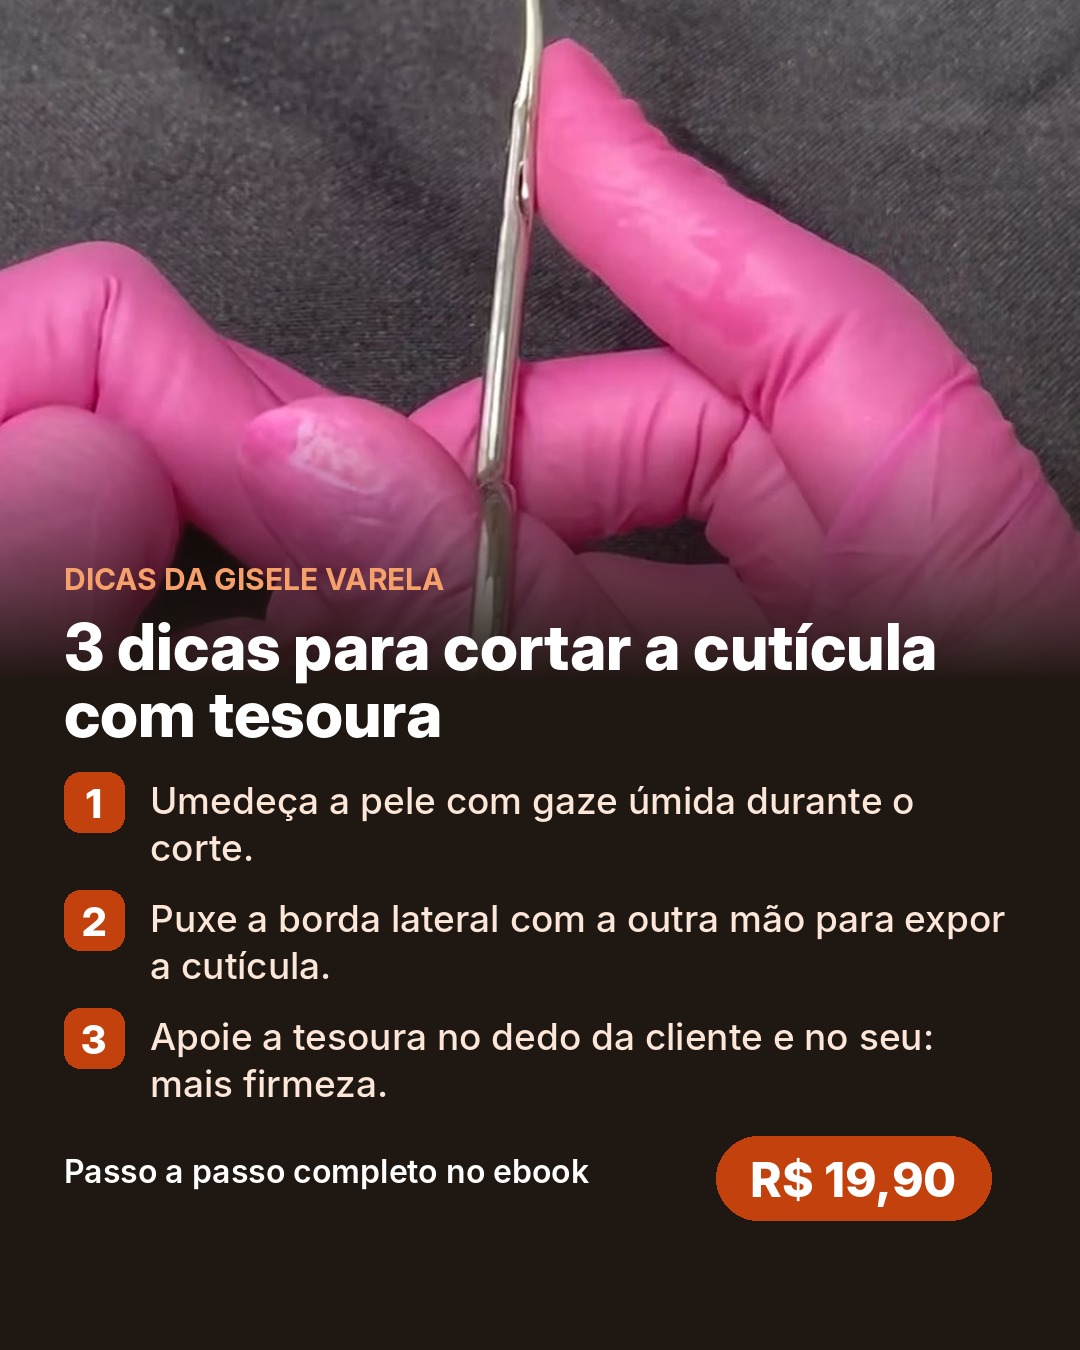 DICAS DA GISELE VARELA
3 dicas para cortar a cutícula
com tesoura
1 Umedeça a pele com gaze úmida durante o
corte.
2 Puxe a borda lateral com a outra mão para expor
a cutícula.
3 Apoie a tesoura no dedo da cliente e no seu:
mais firmeza.
Passo a passo completo no ebook
R$ 19,90